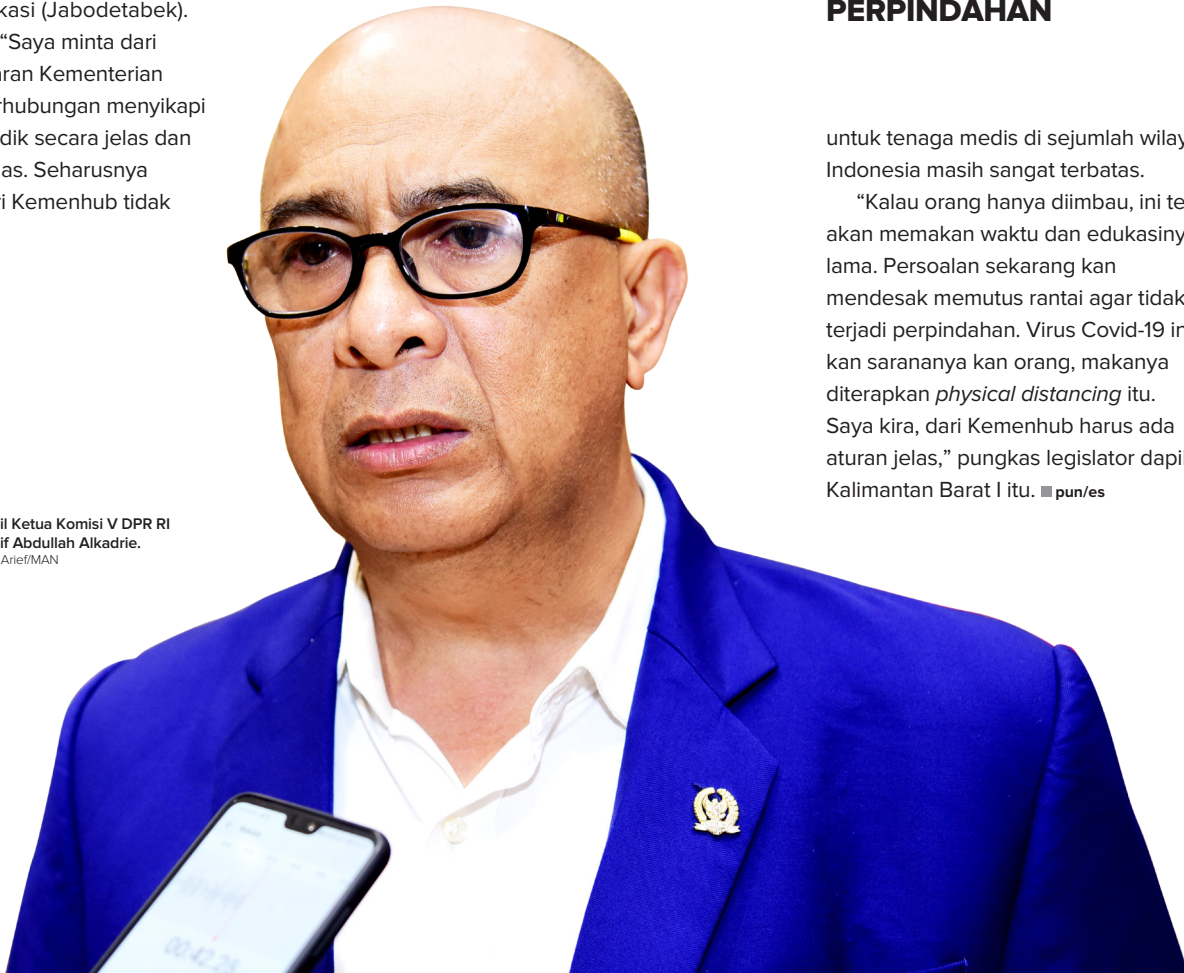 kasi (Jabodetabek).
“Saya minta dari
ran Kementerian
rhubungan menyikapi
dik secara jelas dan
as. Seharusnya
ri Kemenhub tidak
il Ketua Komisi V DPR RI
if Abdullah Alkadrie.
Arief/MAN
PERPINDAHAN
untuk tenaga medis di sejumlah wilay
Indonesia masih sangat terbatas.
“Kalau orang hanya diimbau, ini te
akan memakan waktu dan edukasiny
lama. Persoalan sekarang kan
mendesak memutus rantai agar tidak
terjadi perpindahan. Virus Covid-19 in
kan sarananya kan orang, makanya
diterapkan physical distancing itu.
Saya kira, dari Kemenhub harus ada
aturan jelas,” pungkas legislator dapil
Kalimantan Barat I itu. ■ pun/es
00:42.28